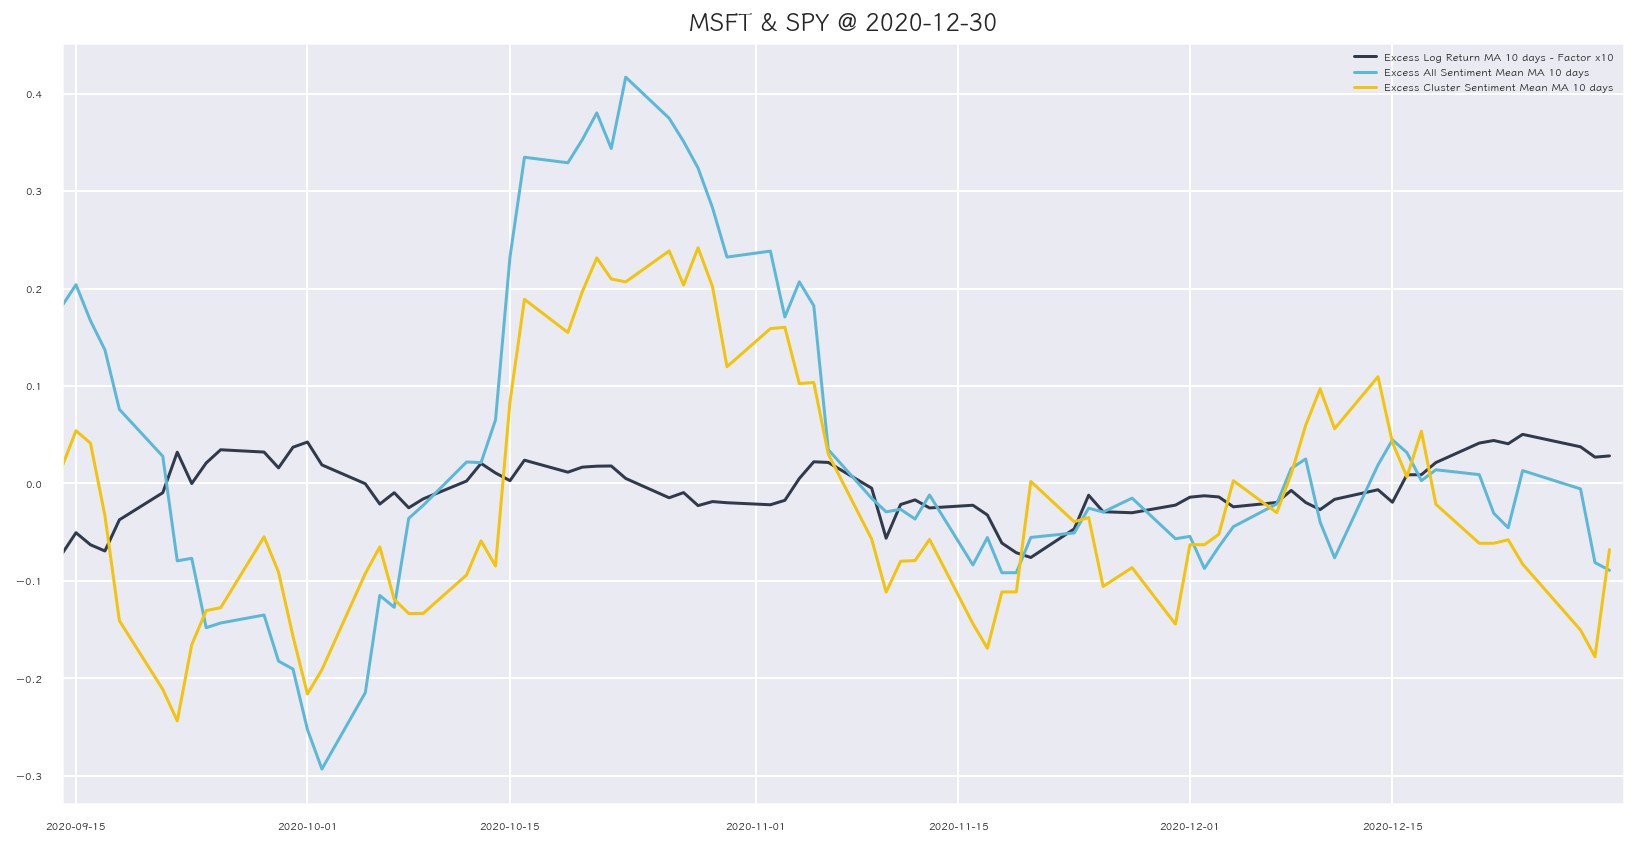 MSFT & SPY @ 2020-12-30
Excess Log Return MA 10 days - Factor x10
Excess All Sentiment Mean MA 10 days
Excess Cluster Sentiment Mean MA 10 days
0.4
0.3
0.2
0.1
0.0
−0.1
−0.2
−0.3
2020-09-15 2020-10-01 2020-10-15 2020-11-01 2020-11-15 2020-12-01 2020-12-15